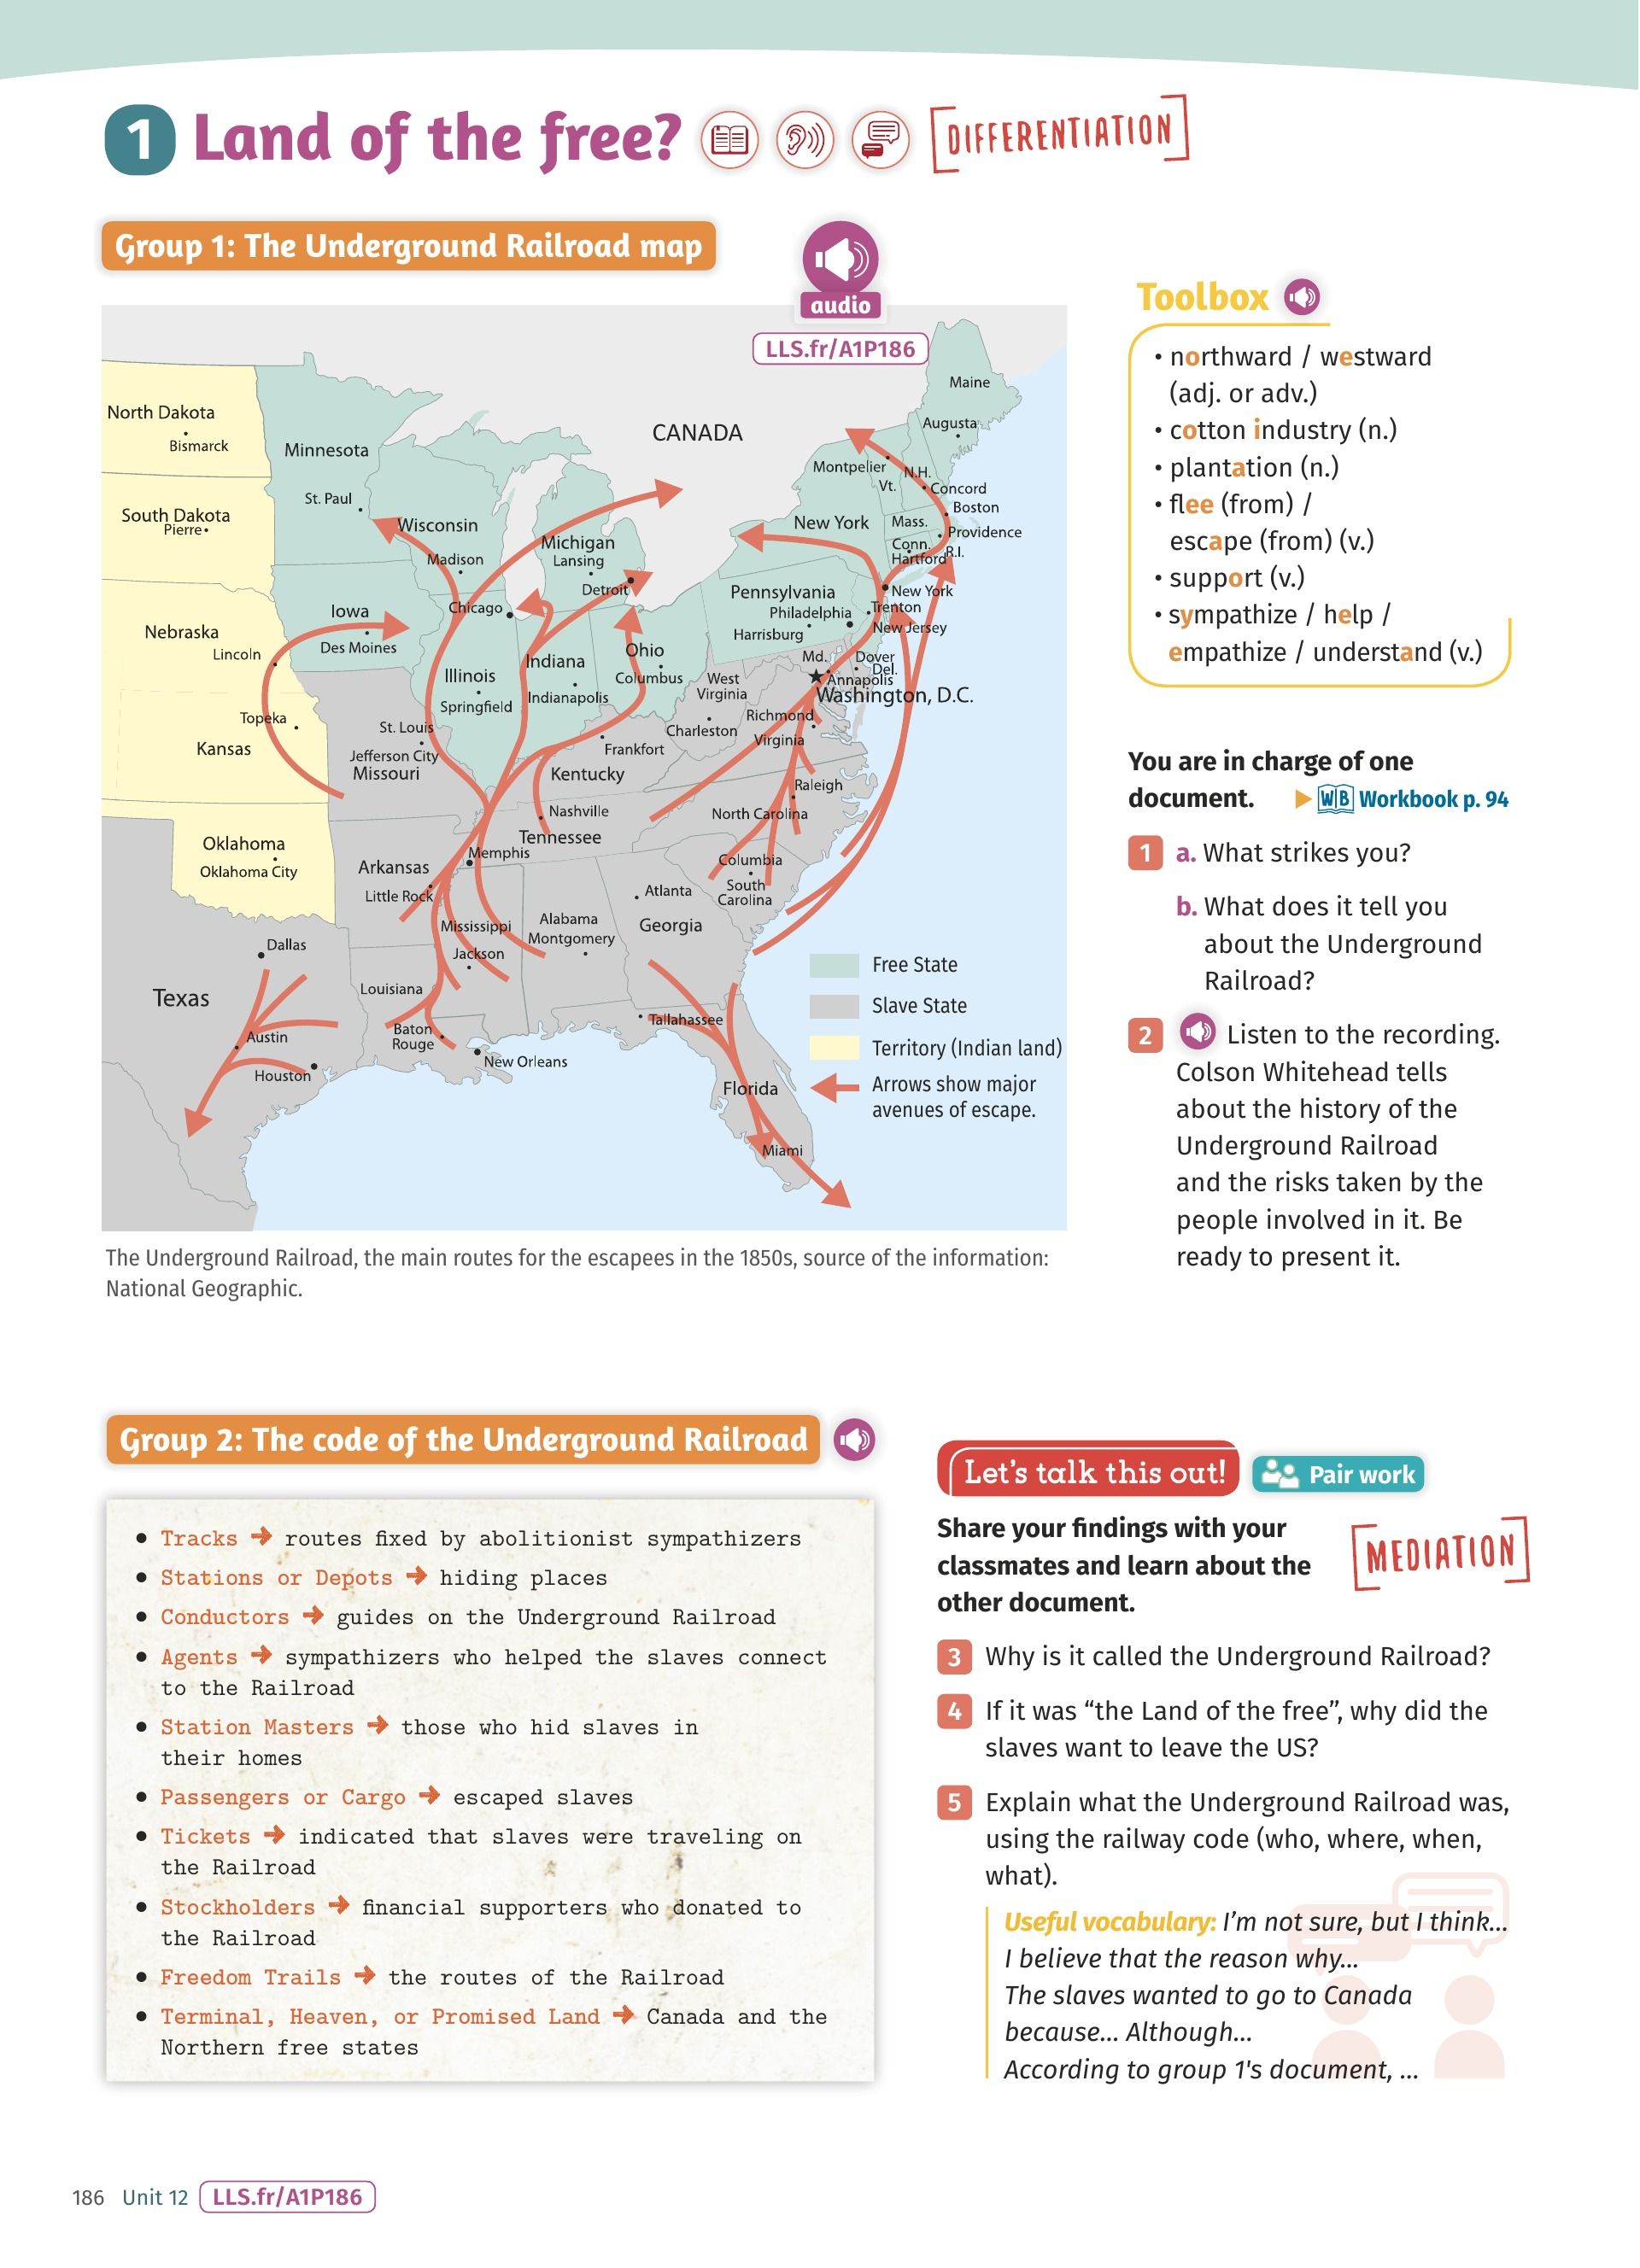 1 Land of the free?
DIFFERENTIATION
Group 1: The Underground Railroad map
audio
LLS.fr/A1P186
CANADA
Maine
Augusta
North Dakota
Bismarck
Minnesota
St. Paul
Montpelier
Vt.
N.H.
Concord
Boston
South Dakota
Pierre
Wisconsin
Madison
Michigan
Lansing
Detroit
New York
Mass.
Providence
Conn.
Hartford
R.I.
Iowa
Des Moines
Chicago
Pennsylvania
Philadelphia
Harrisburg
New York
Trenton
New Jersey
Nebraska
Lincoln
Illinois
Springfield
Indiana
Indianapolis
Ohio
Columbus
West
Virginia
Charleston
Md.
Dover
Del.
Annapolis
Washington, D.C.
Topeka
Kansas
St. Louis
Jefferson City
Missouri
Frankfort
Kentucky
Richmond
Virginia
Nashville
Tennessee
Memphis
Raleigh
North Carolina
Oklahoma
Oklahoma City
Arkansas
Little Rock
Columbia
South
Carolina
Atlanta
Georgia
Mississippi
Jackson
Alabama
Montgomery
Dallas
Texas
Louisiana
Baton
Rouge
New Orleans
Austin
Houston
Tallahassee
Florida
Miami
Free State
Slave State
Territory (Indian land)
Arrows show major
avenues of escape.
The Underground Railroad, the main routes for the escapees in the 1850s, source of the information:
National Geographic.
Toolbox
• northward / westward
(adj. or adv.)
• cotton industry (n.)
• plantation (n.)
• flee (from) /
escape (from) (v.)
• support (v.)
• sympathize / help /
empathize / understand (v.)
You are in charge of one
document. WB Workbook p. 94
1 a. What strikes you?
b. What does it tell you
about the Underground
Railroad?
2 Listen to the recording.
Colson Whitehead tells
about the history of the
Underground Railroad
and the risks taken by the
people involved in it. Be
ready to present it.
Group 2: The code of the Underground Railroad
• Tracks ➔ routes fixed by abolitionist sympathizers
• Stations or Depots ➔ hiding places
• Conductors ➔ guides on the Underground Railroad
• Agents ➔ sympathizers who helped the slaves connect
to the Railroad
• Station Masters ➔ those who hid slaves in
their homes
• Passengers or Cargo ➔ escaped slaves
• Tickets ➔ indicated that slaves were traveling on
the Railroad
• Stockholders ➔ financial supporters who donated to
the Railroad
• Freedom Trails ➔ the routes of the Railroad
• Terminal, Heaven, or Promised Land ➔ Canada and the
Northern free states
Let's talk this out! Pair work
Share your findings with your
classmates and learn about the
other document.
MEDIATION
3 Why is it called the Underground Railroad?
4 If it was “the Land of the free”, why did the
slaves want to leave the US?
5 Explain what the Underground Railroad was,
using the railway code (who, where, when,
what).
Useful vocabulary: I'm not sure, but I think...
I believe that the reason why...
The slaves wanted to go to Canada
because... Although...
According to group 1's document, ...
186 Unit 12 LLS.fr/A1P186